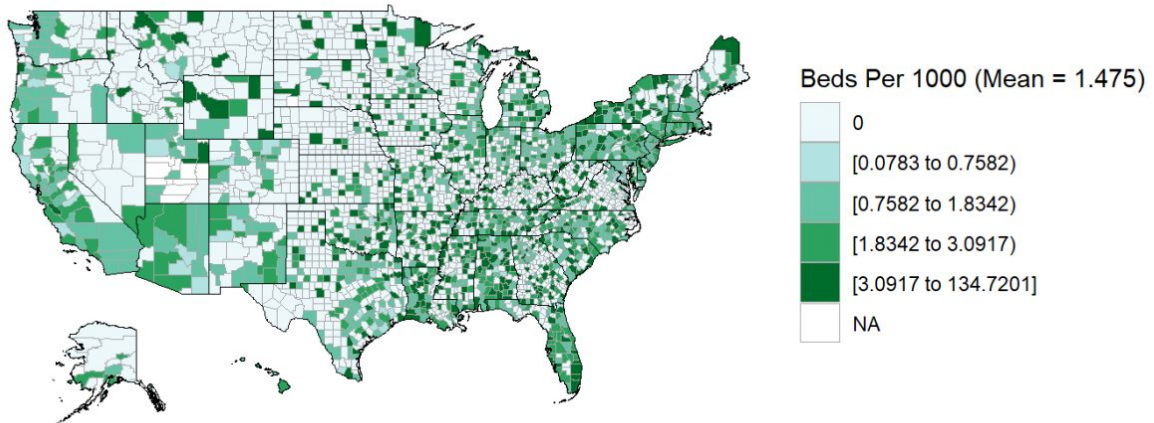 Beds Per 1000 (Mean = 1.475)
0
[0.0783 to 0.7582)
[0.7582 to 1.8342)
[1.8342 to 3.0917)
[3.0917 to 134.7201]
NA